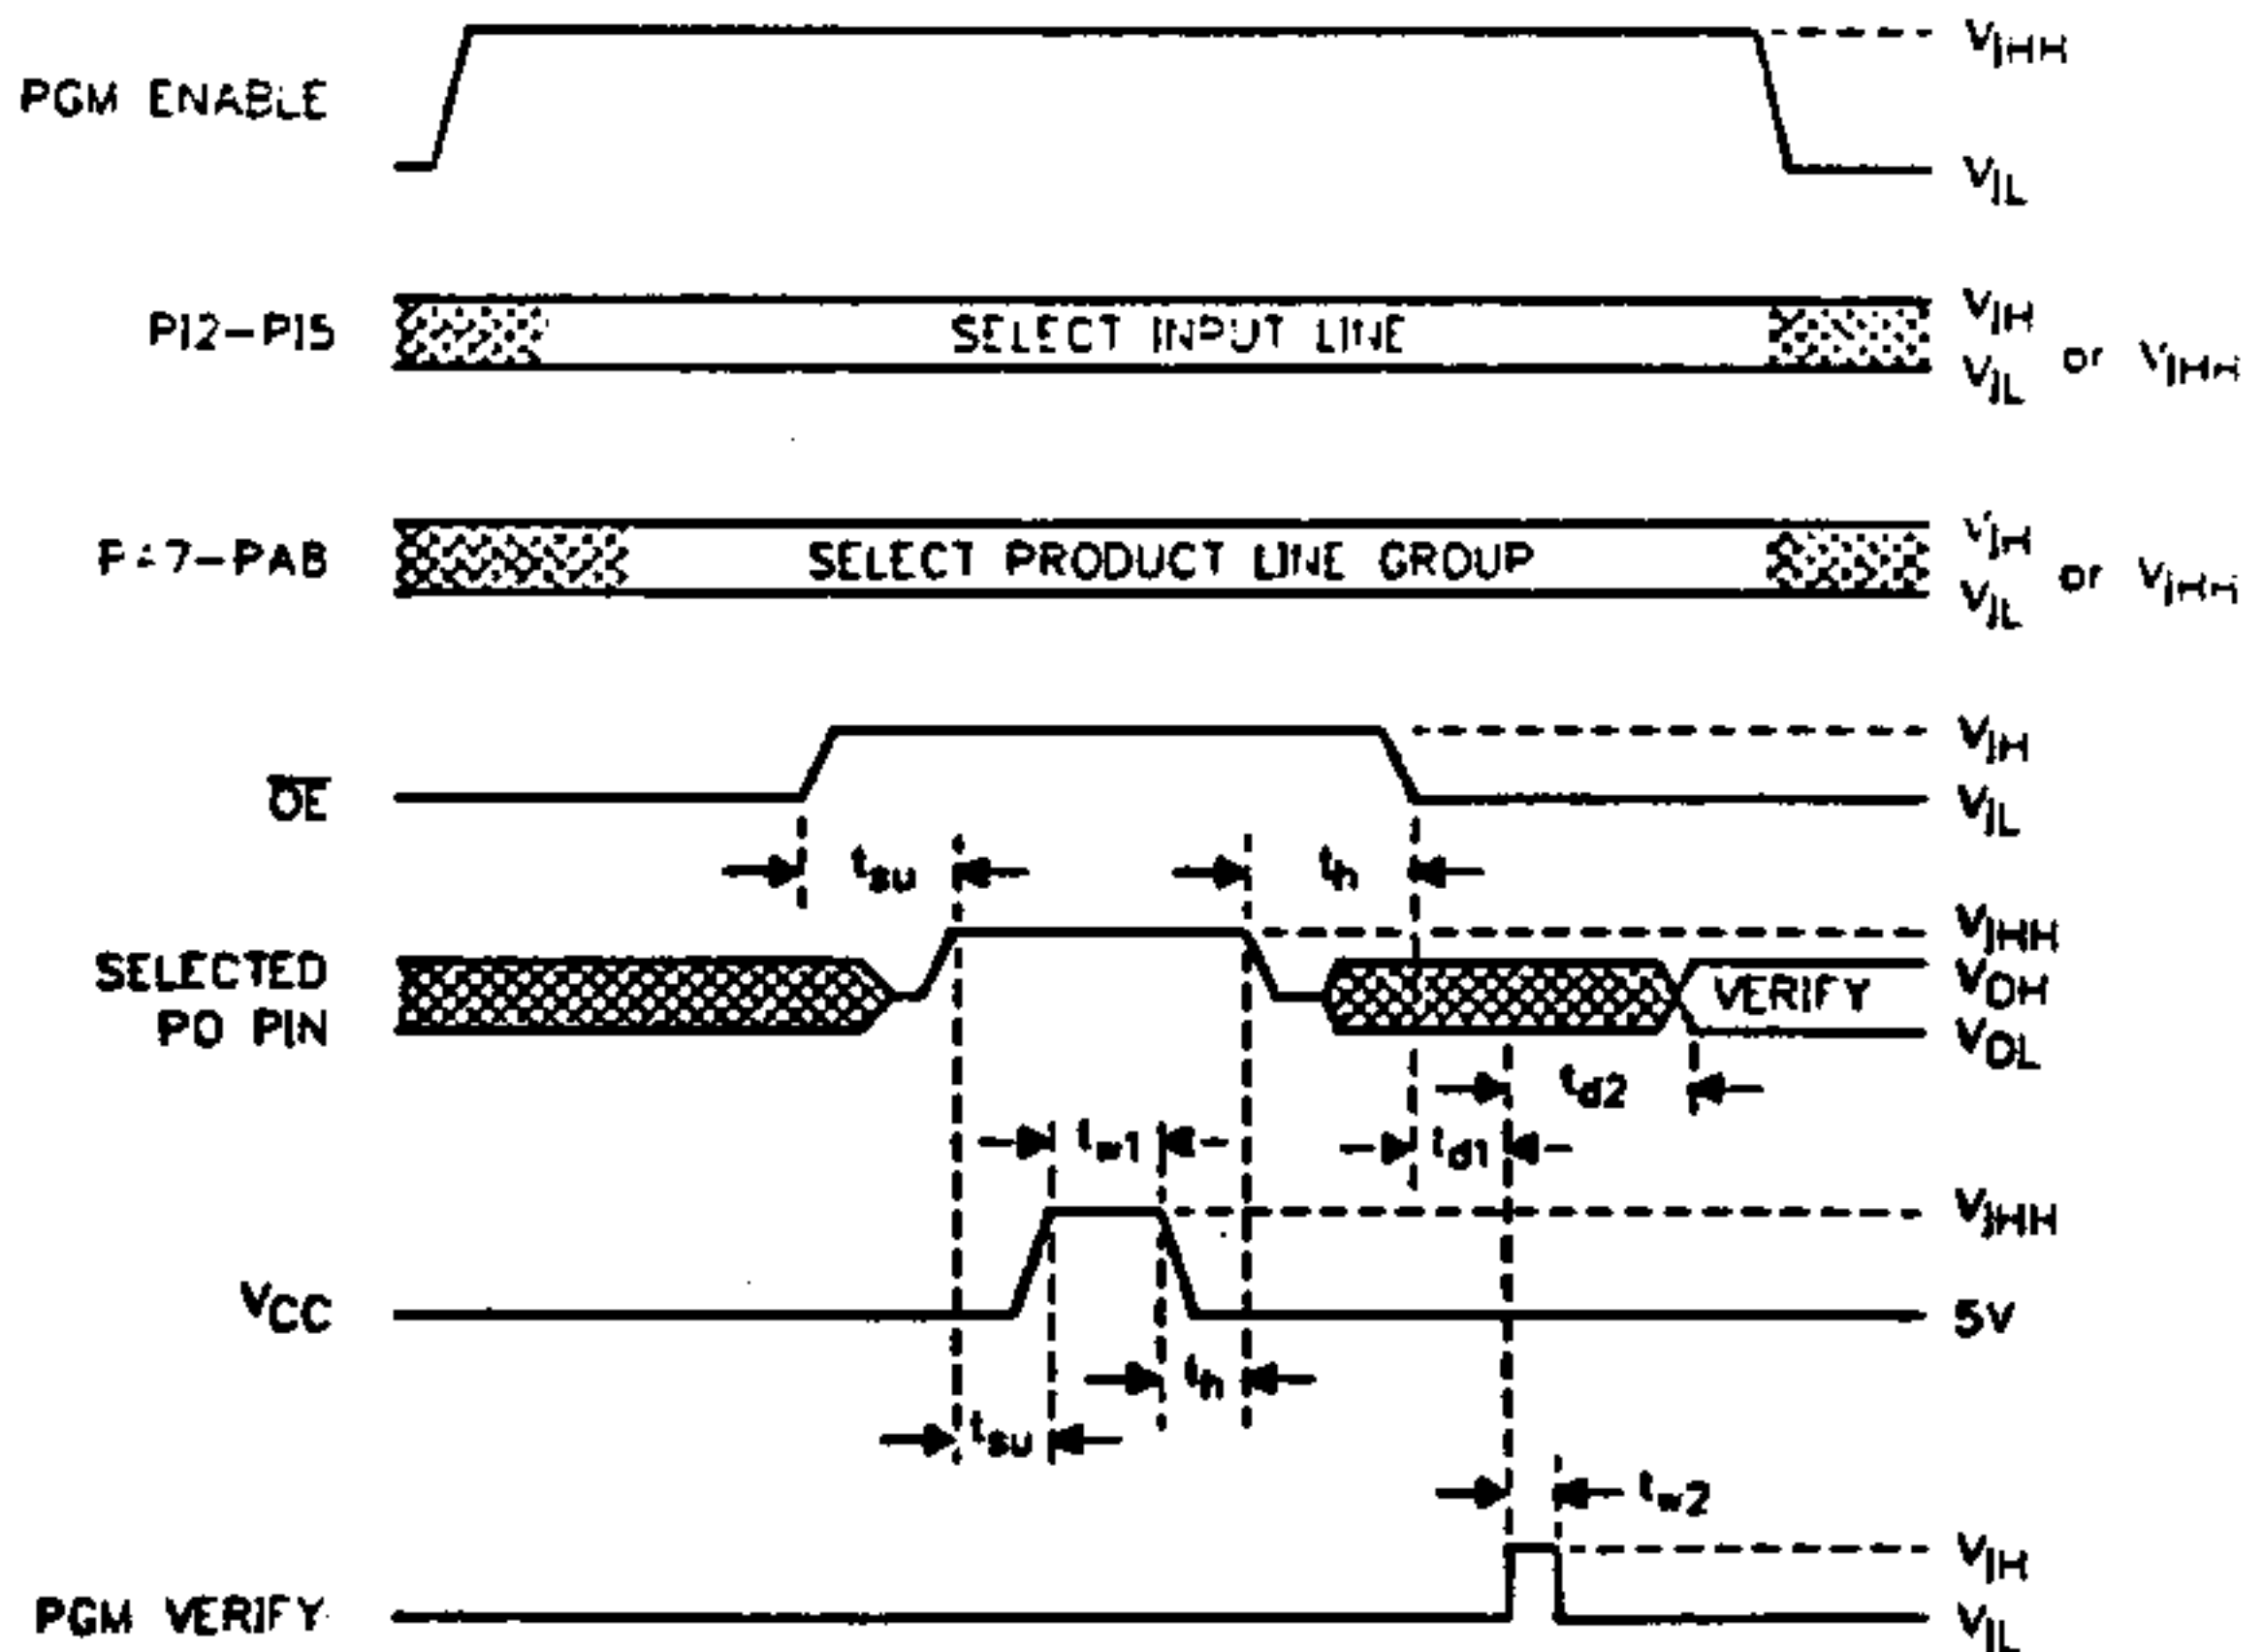 PGM ENABLE
VIHH
VIL
PI2-PI5
SELECT INPUT LINE
VIH
VIL
or VIHH
SELECT PRODUCT LINE GROUP
VIH
VIL
or VIHH
OE
VIH
VIL
tsu
th
SELECTED
PO PIN
VERIFY
VIHH
VOH
VOL
td2
tw1
td1
VIHH
VCC
5V
th
tsu
tw2
VIH
PGM VERIFY
VIL